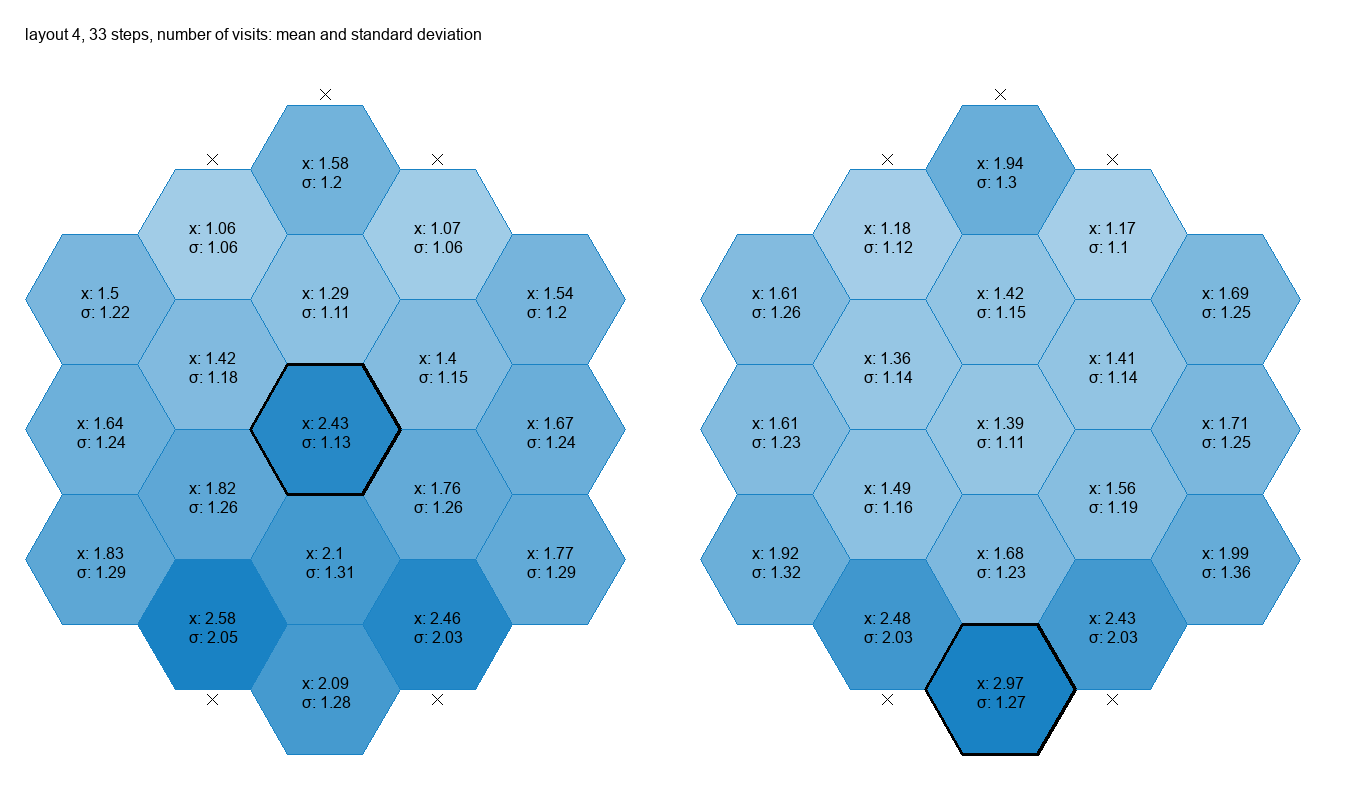 layout 4, 33 steps, number of visits: mean and standard deviation
x: 1.58
σ: 1.2
x: 1.06
σ: 1.06
x: 1.07
σ: 1.06
x: 1.5
σ: 1.22
x: 1.29
σ: 1.11
x: 1.54
σ: 1.2
x: 1.42
σ: 1.18
x: 1.4
σ: 1.15
x: 1.64
σ: 1.24
x: 2.43
σ: 1.13
x: 1.67
σ: 1.24
x: 1.82
σ: 1.26
x: 1.76
σ: 1.26
x: 1.83
σ: 1.29
x: 2.1
σ: 1.31
x: 1.77
σ: 1.29
x: 2.58
σ: 2.05
x: 2.46
σ: 2.03
x: 2.09
σ: 1.28
x: 1.94
σ: 1.3
x: 1.18
σ: 1.12
x: 1.17
σ: 1.1
x: 1.61
σ: 1.26
x: 1.42
σ: 1.15
x: 1.69
σ: 1.25
x: 1.36
σ: 1.14
x: 1.41
σ: 1.14
x: 1.61
σ: 1.23
x: 1.39
σ: 1.11
x: 1.71
σ: 1.25
x: 1.49
σ: 1.16
x: 1.56
σ: 1.19
x: 1.92
σ: 1.32
x: 1.68
σ: 1.23
x: 1.99
σ: 1.36
x: 2.48
σ: 2.03
x: 2.43
σ: 2.03
x: 2.97
σ: 1.27